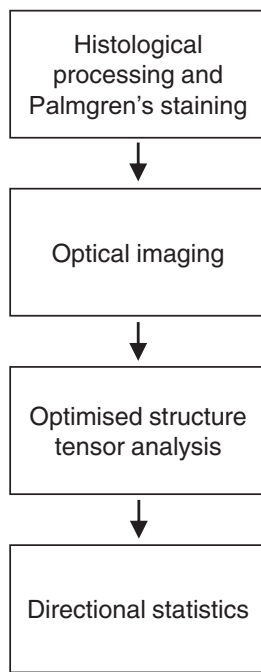 Histological
processing and
Palmgren’s staining
Optical imaging
Optimised structure
tensor analysis
Directional statistics